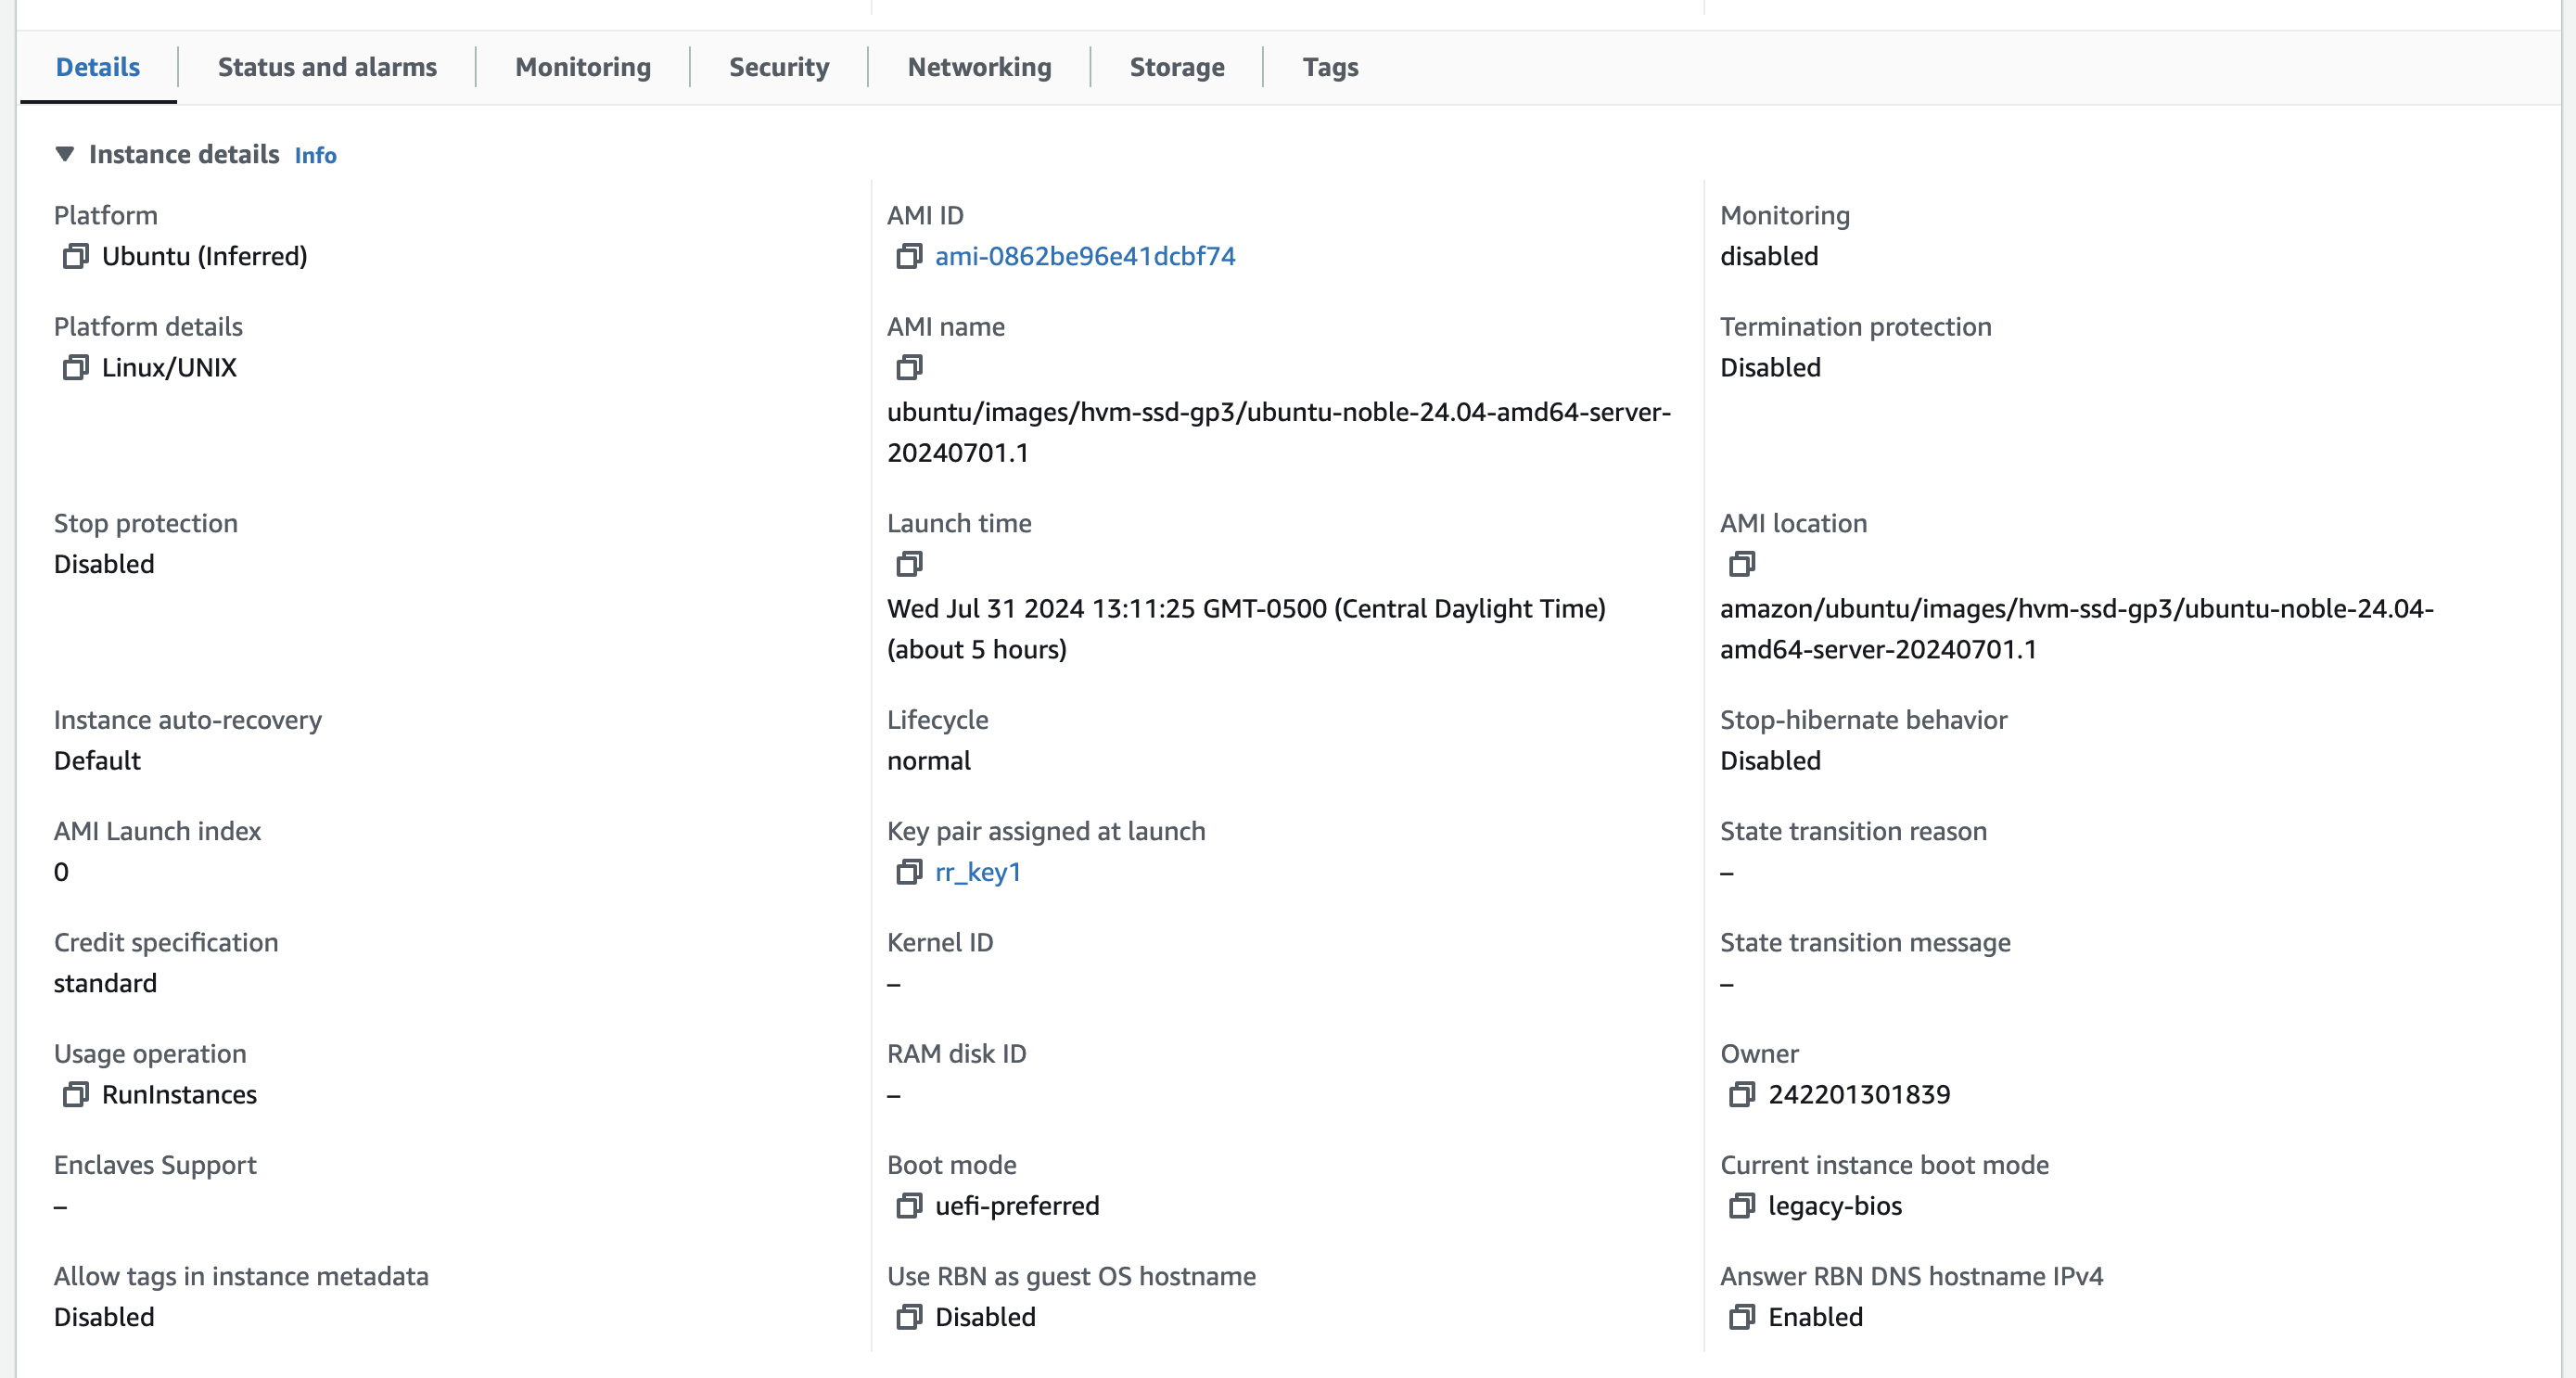 Details
Status and alarms
Monitoring
Security
Networking
Storage
Tags
Instance details Info
Platform
Ubuntu (Inferred)
AMI ID
ami-0862be96e41dcbf74
Monitoring
disabled
Platform details
Linux/UNIX
AMI name
ubuntu/images/hvm-ssd-gp3/ubuntu-noble-24.04-amd64-server-
20240701.1
Termination protection
Disabled
Stop protection
Disabled
Launch time
Wed Jul 31 2024 13:11:25 GMT-0500 (Central Daylight Time)
(about 5 hours)
AMI location
amazon/ubuntu/images/hvm-ssd-gp3/ubuntu-noble-24.04-
amd64-server-20240701.1
Instance auto-recovery
Default
Lifecycle
normal
Stop-hibernate behavior
Disabled
AMI Launch index
0
Key pair assigned at launch
rr_key1
State transition reason
–
Credit specification
standard
Kernel ID
–
State transition message
–
Usage operation
RunInstances
RAM disk ID
–
Owner
242201301839
Enclaves Support
–
Boot mode
uefi-preferred
Current instance boot mode
legacy-bios
Allow tags in instance metadata
Disabled
Use RBN as guest OS hostname
Disabled
Answer RBN DNS hostname IPv4
Enabled